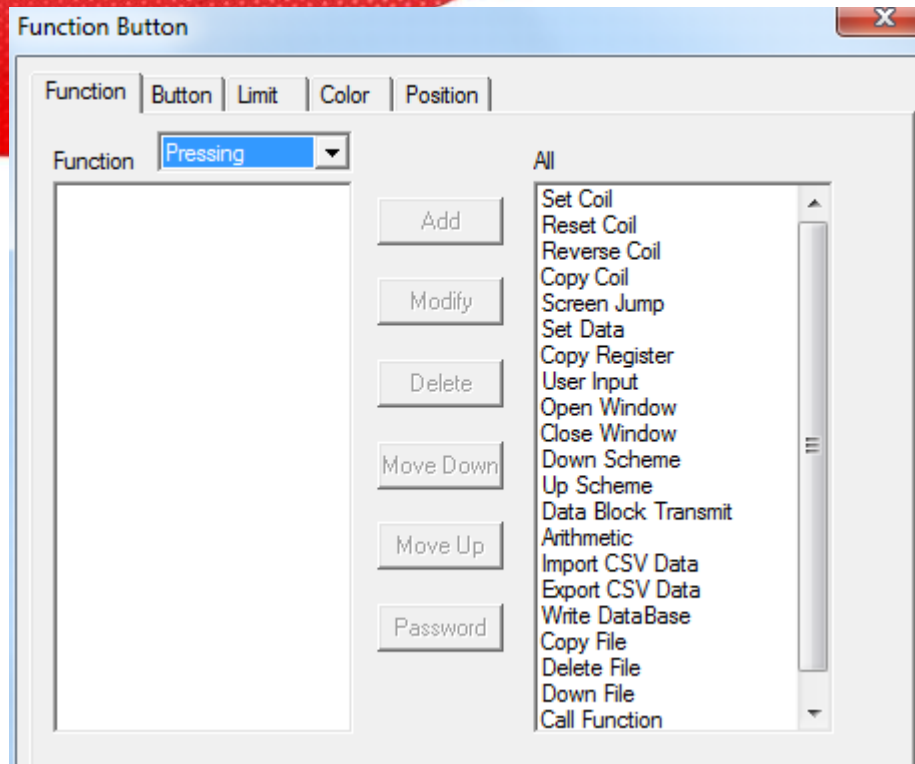 Function Button
Function Button Limit Color Position
Function Pressing
All
Add
Modify
Delete
Move Down
Move Up
Password
Set Coil
Reset Coil
Reverse Coil
Copy Coil
Screen Jump
Set Data
Copy Register
User Input
Open Window
Close Window
Down Scheme
Up Scheme
Data Block Transmit
Arithmetic
Import CSV Data
Export CSV Data
Write DataBase
Copy File
Delete File
Down File
Call Function